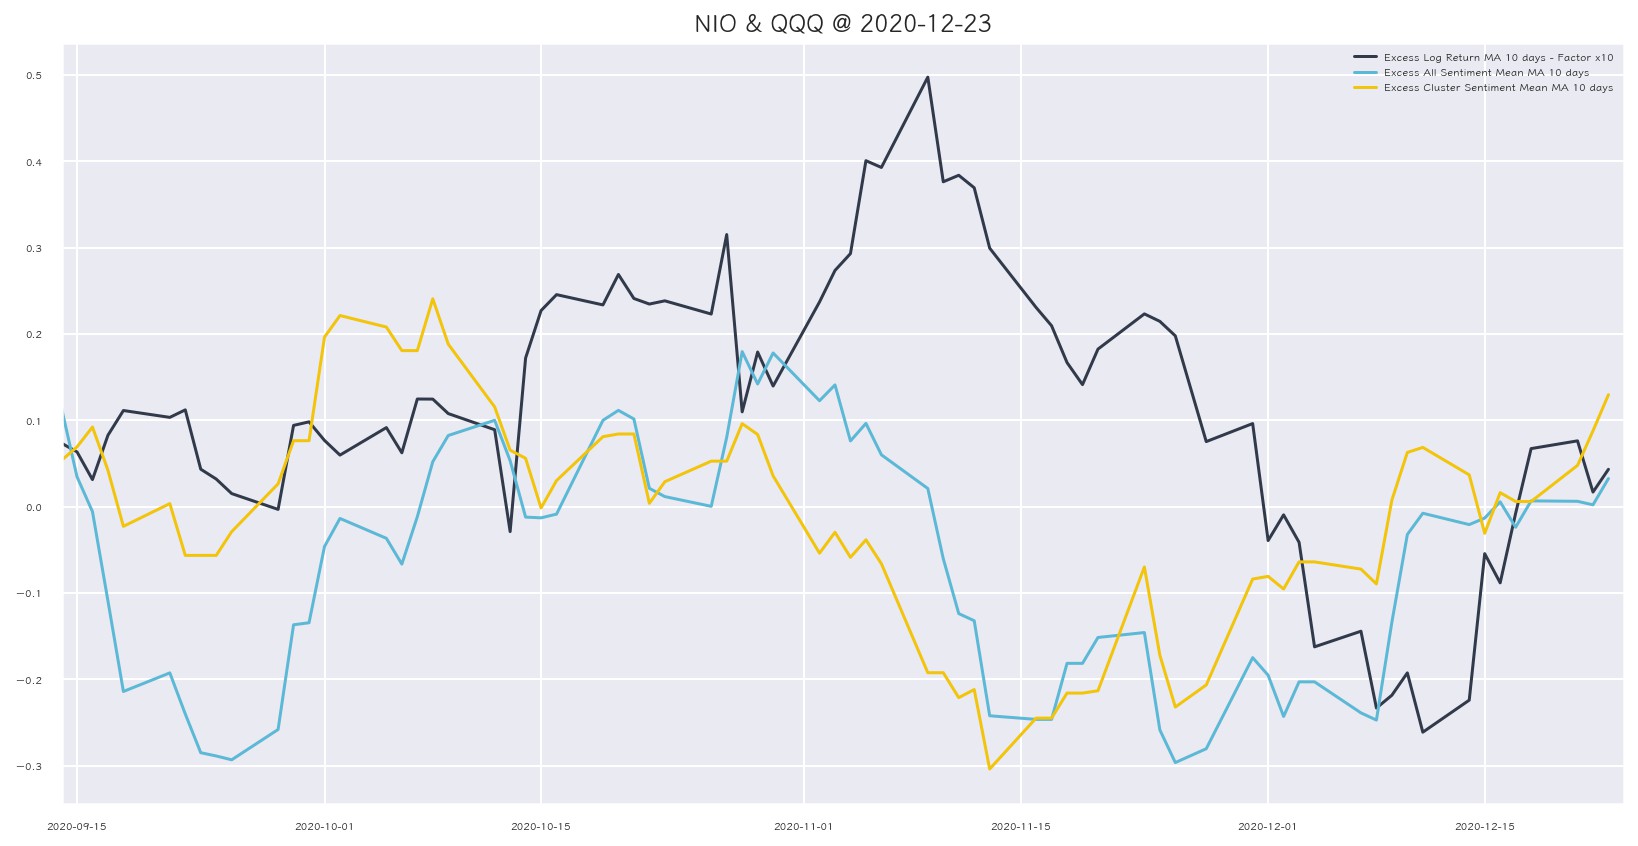 NIO & QQQ @ 2020-12-23
Excess Log Return MA 10 days - Factor x10
Excess All Sentiment Mean MA 10 days
Excess Cluster Sentiment Mean MA 10 days
0.5
0.4
0.3
0.2
0.1
0.0
−0.1
−0.2
−0.3
2020-09-15 2020-10-01 2020-10-15 2020-11-01 2020-11-15 2020-12-01 2020-12-15